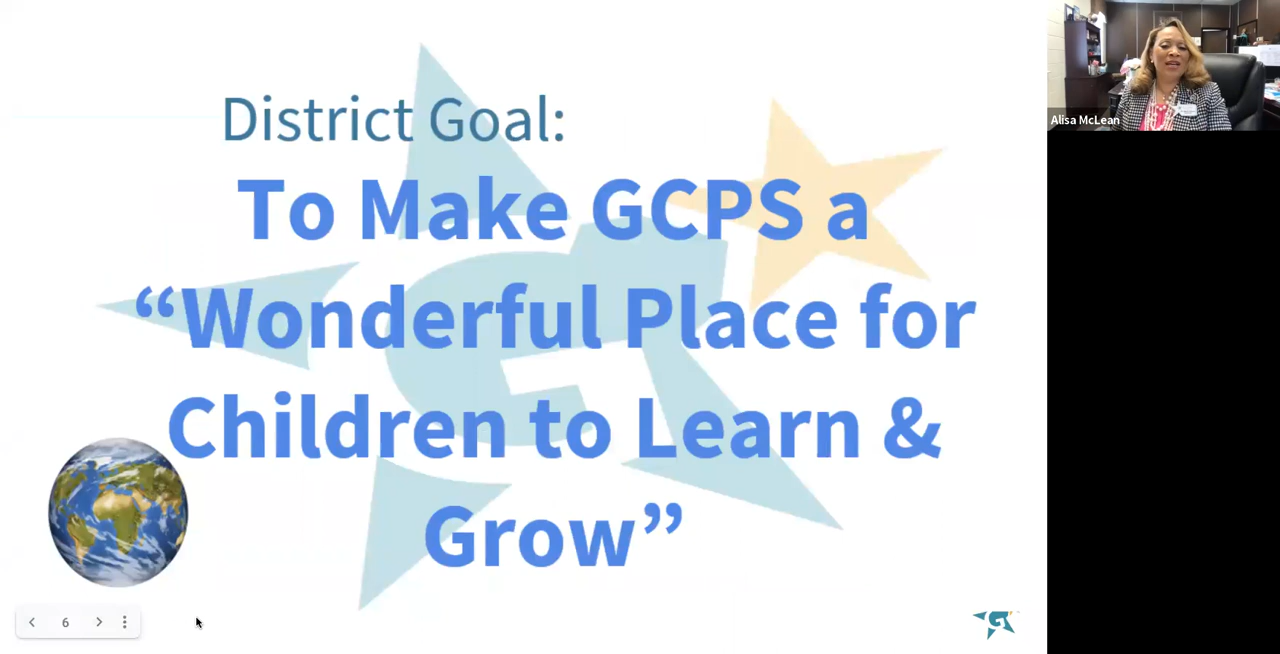 District Goal:
To Make GCPS a
“Wonderful Place for
Children to Learn &
Grow”
6
Alisa McLean